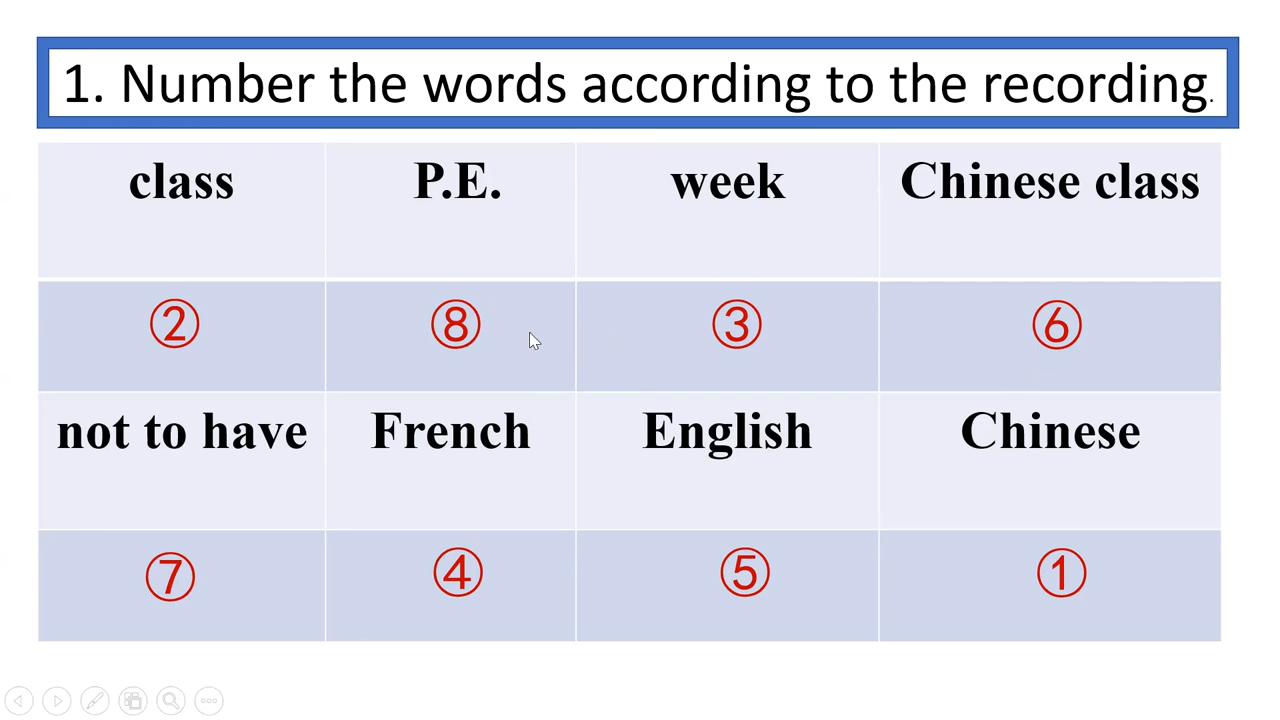 1. Number the words according to the recording.
class P.E. week Chinese class
② ⑧ ③ ⑥
not to have French English Chinese
⑦ ④ ⑤ ①